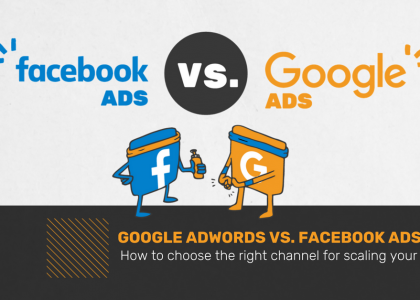 facebook
ADS
vs.
Google
ADS
f
G
GOOGLE ADWORDS VS. FACEBOOK ADS
How to choose the right channel for scaling your